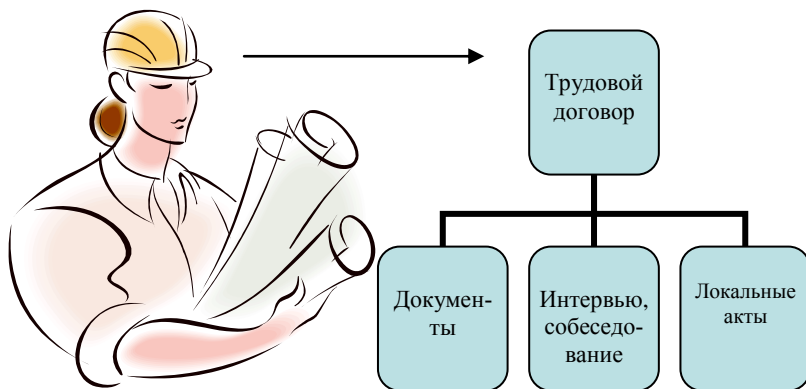 Трудовой
договор
Докумен-
ты
Интервью,
собеседо-
вание
Локальные
акты